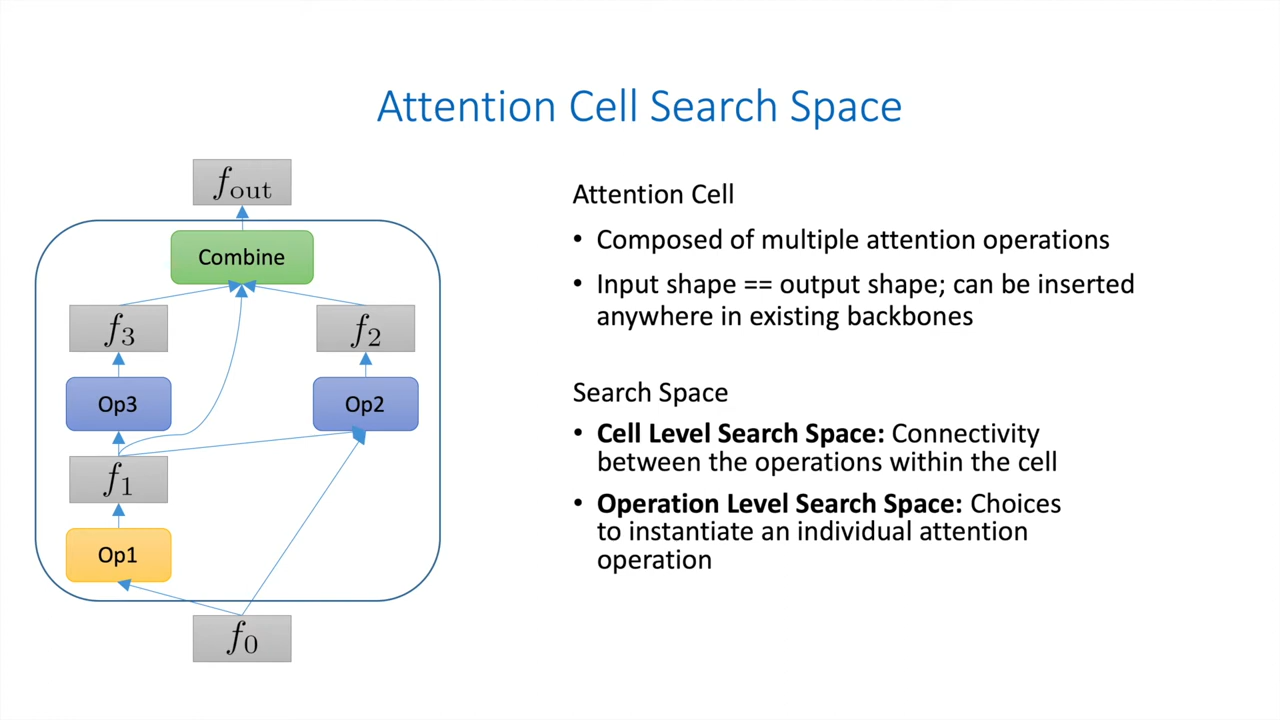 Attention Cell Search Space
f_out
Combine
f_3
f_2
Op3
Op2
f_1
Op1
f_0
Attention Cell
• Composed of multiple attention operations
• Input shape == output shape; can be inserted
anywhere in existing backbones
Search Space
• Cell Level Search Space: Connectivity
between the operations within the cell
• Operation Level Search Space: Choices
to instantiate an individual attention
operation